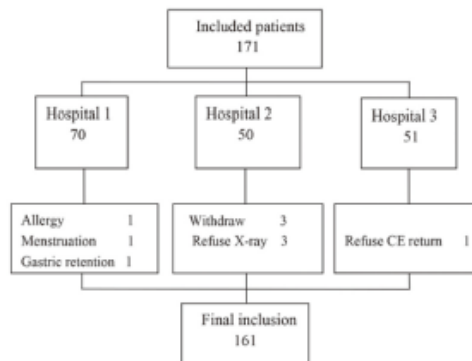 Included patients
171
Hospital 1
70
Hospital 2
50
Hospital 3
51
Allergy 1
Menstruation 1
Gastric retention 1
Withdraw 3
Refuse X-ray 3
Refuse CE return 1
Final inclusion
161